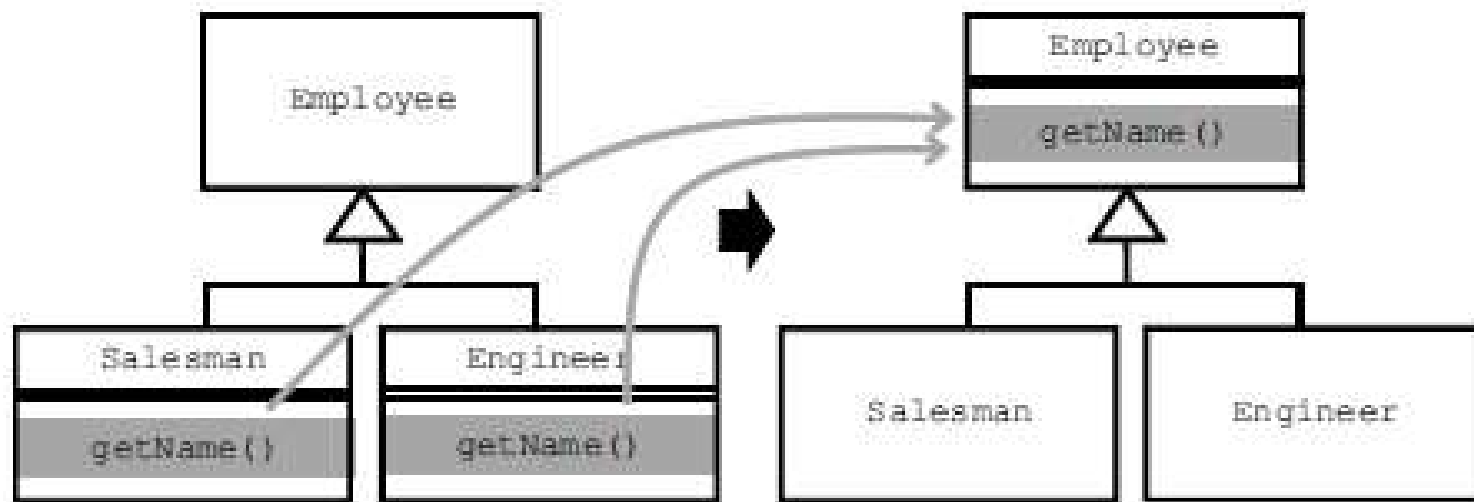 Employee
Salesman
getName()
Engineer
getName()
Employee
getName()
Salesman
Engineer